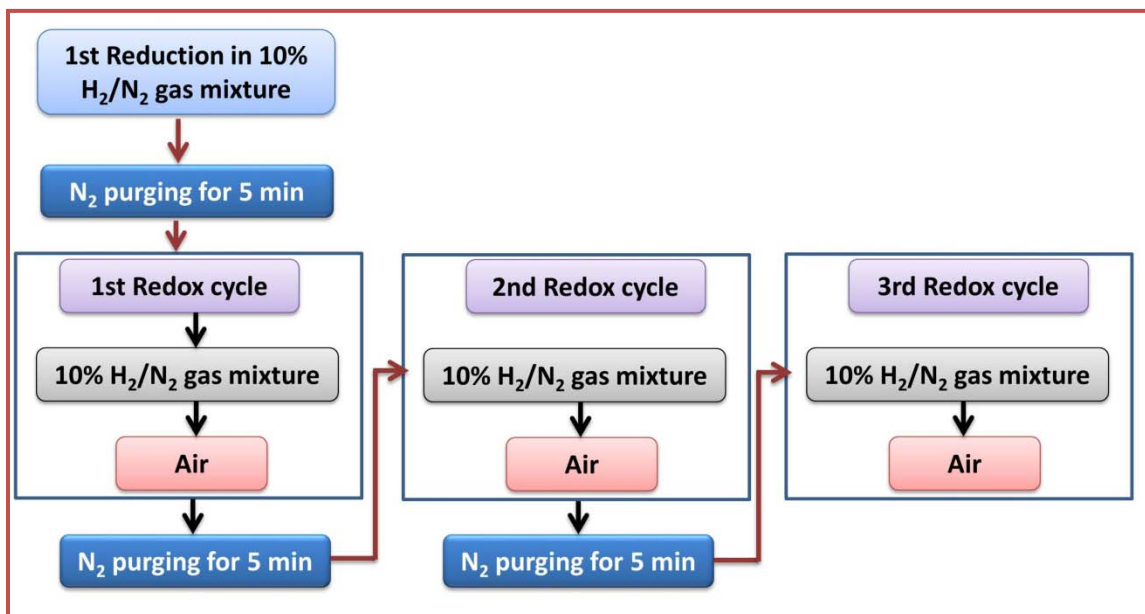 1st Reduction in 10%
H₂/N₂ gas mixture
N₂ purging for 5 min
1st Redox cycle
10% H₂/N₂ gas mixture
Air
N₂ purging for 5 min
2nd Redox cycle
10% H₂/N₂ gas mixture
Air
N₂ purging for 5 min
3rd Redox cycle
10% H₂/N₂ gas mixture
Air